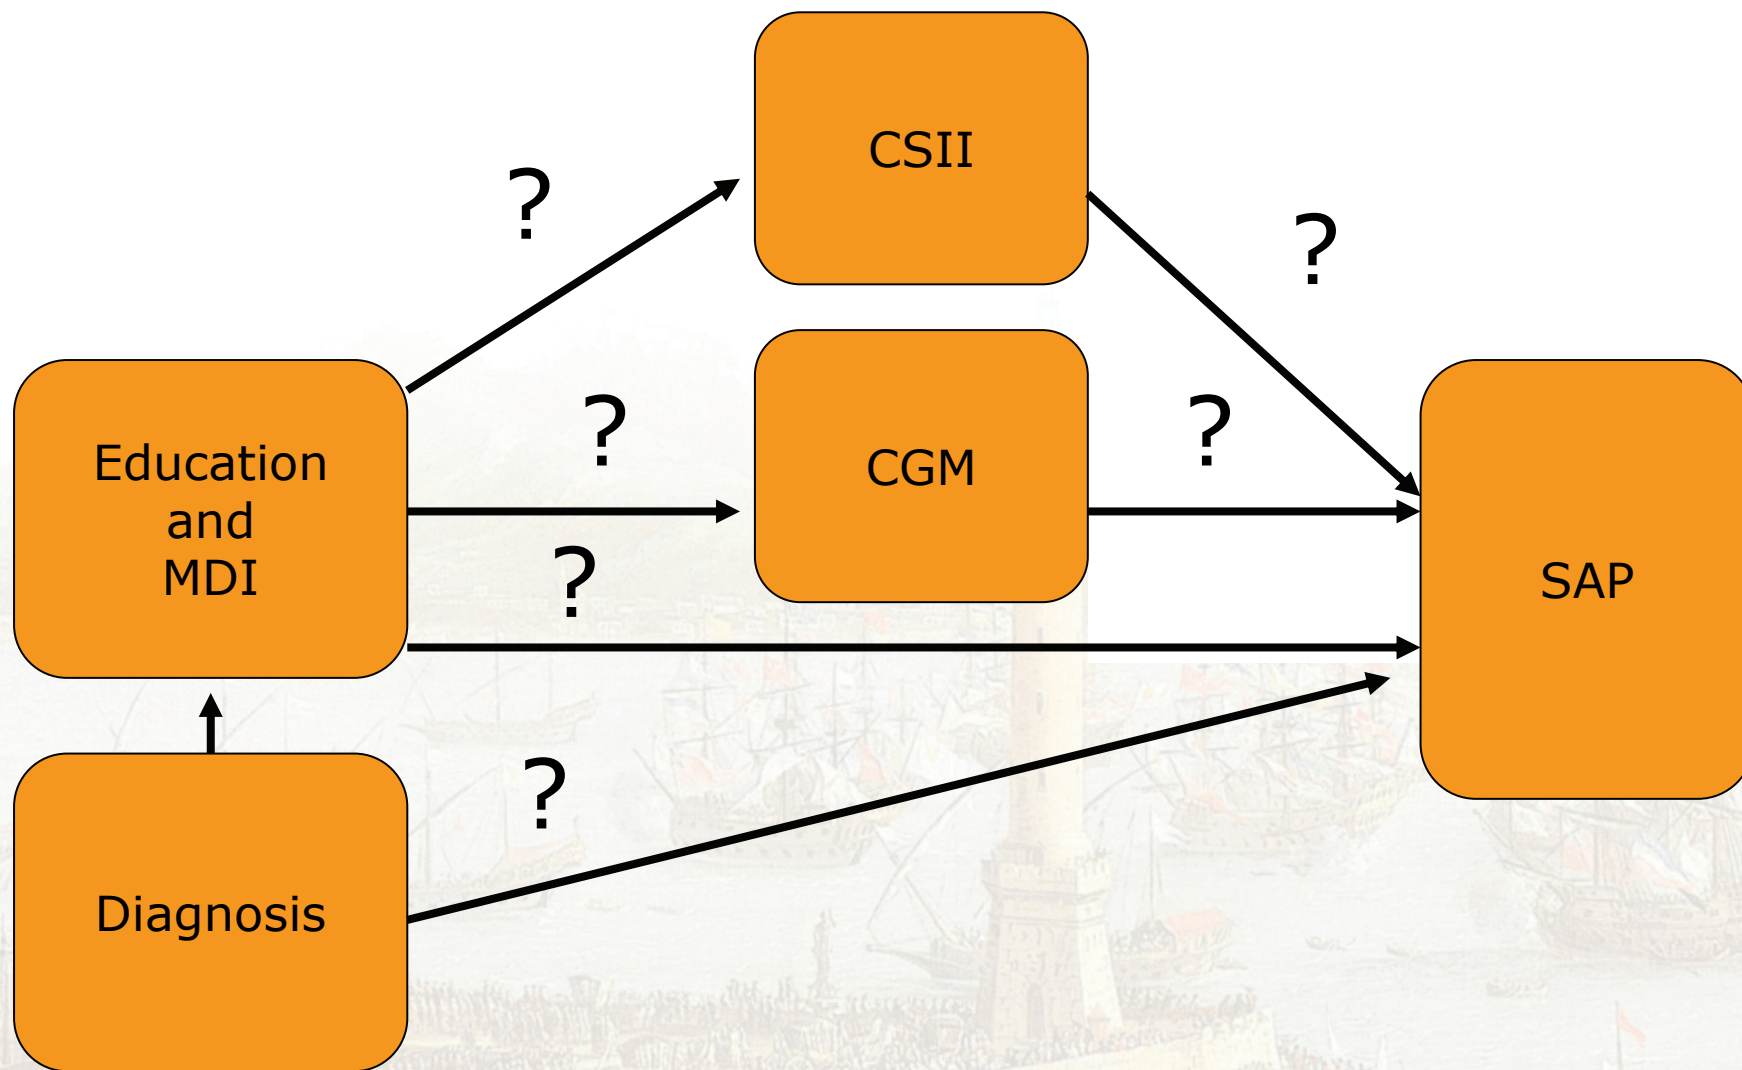 CSII
?
?
?
CGM
?
Education
and
MDI
?
SAP
?
Diagnosis